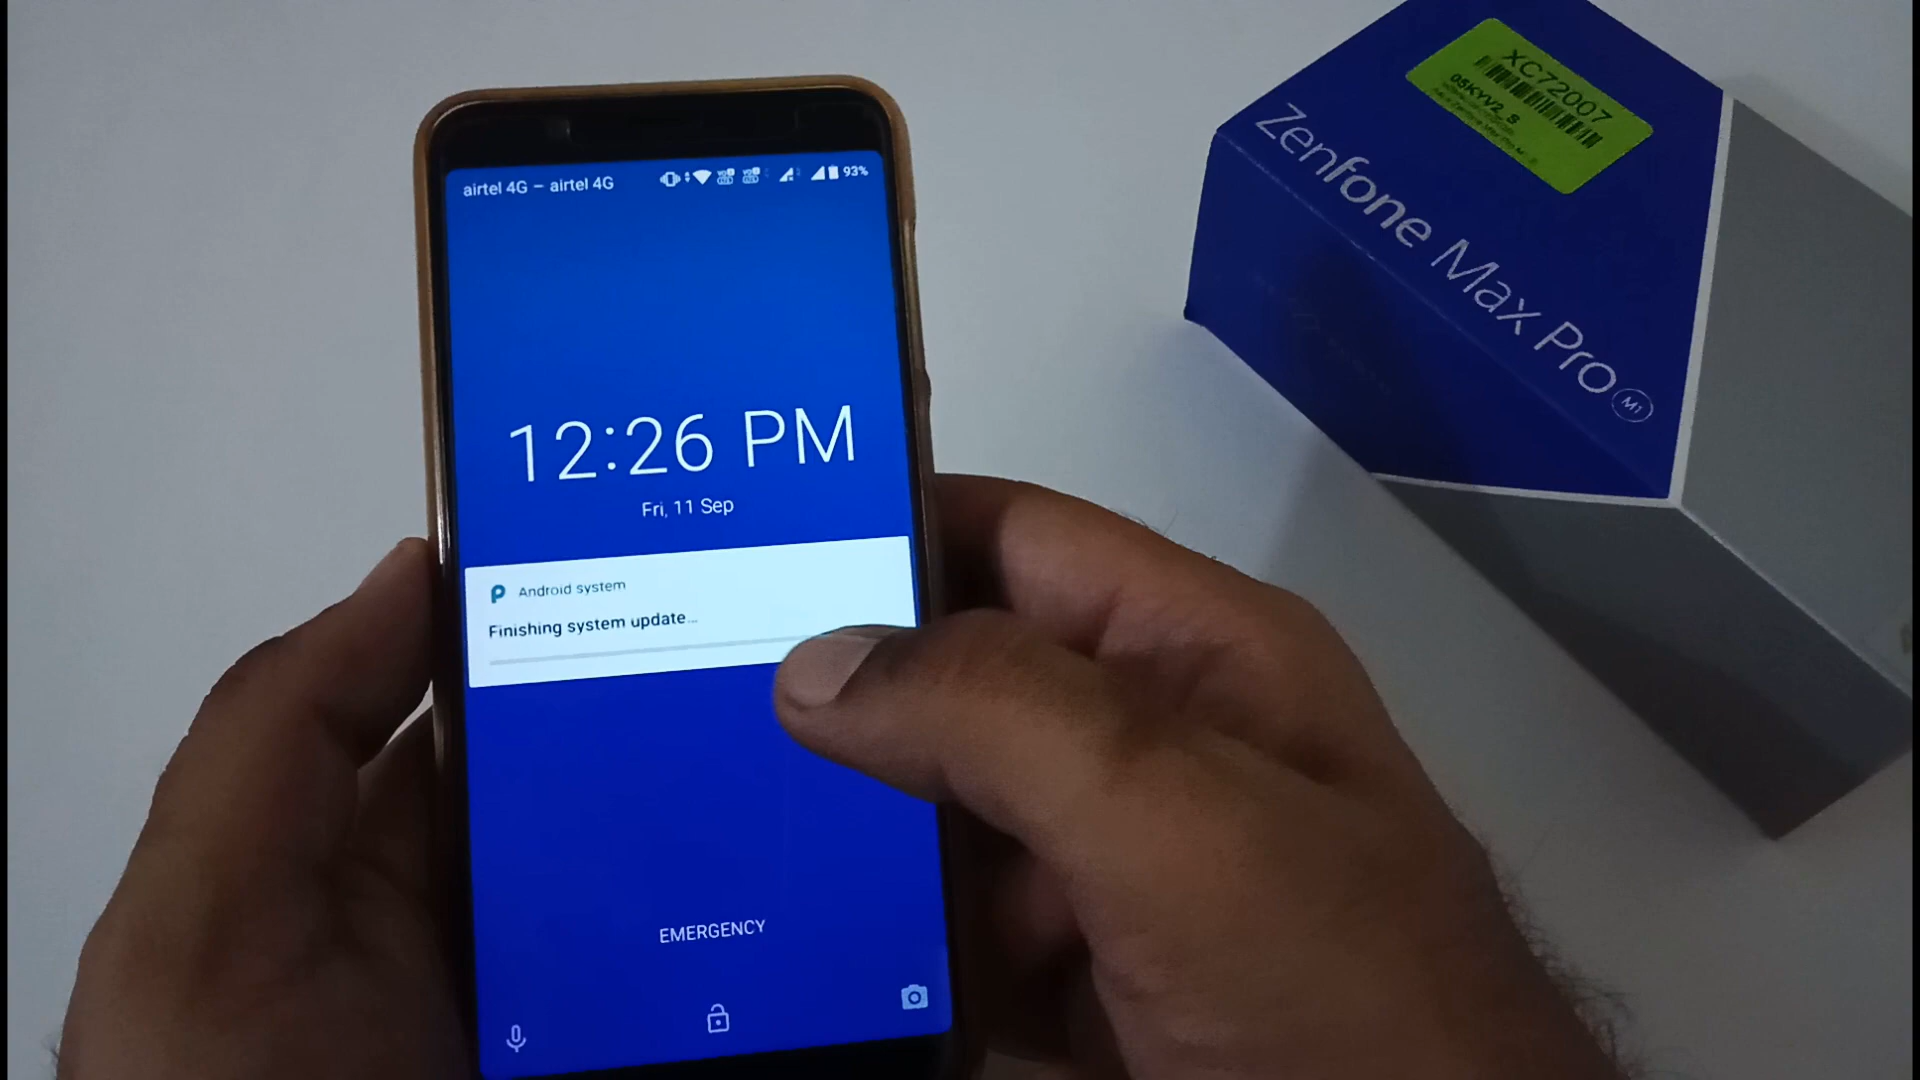 airtel 4G – airtel 4G
93%
12:26 PM
Fri, 11 Sep
Android system
Finishing system update...
EMERGENCY
XC72007
05KYV2_S
Zenfone Max Pro M1